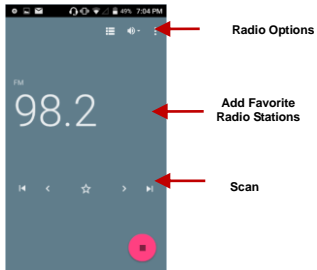 49% 7:04 PM
Radio Options
FM
98.2
Add Favorite
Radio Stations
Scan